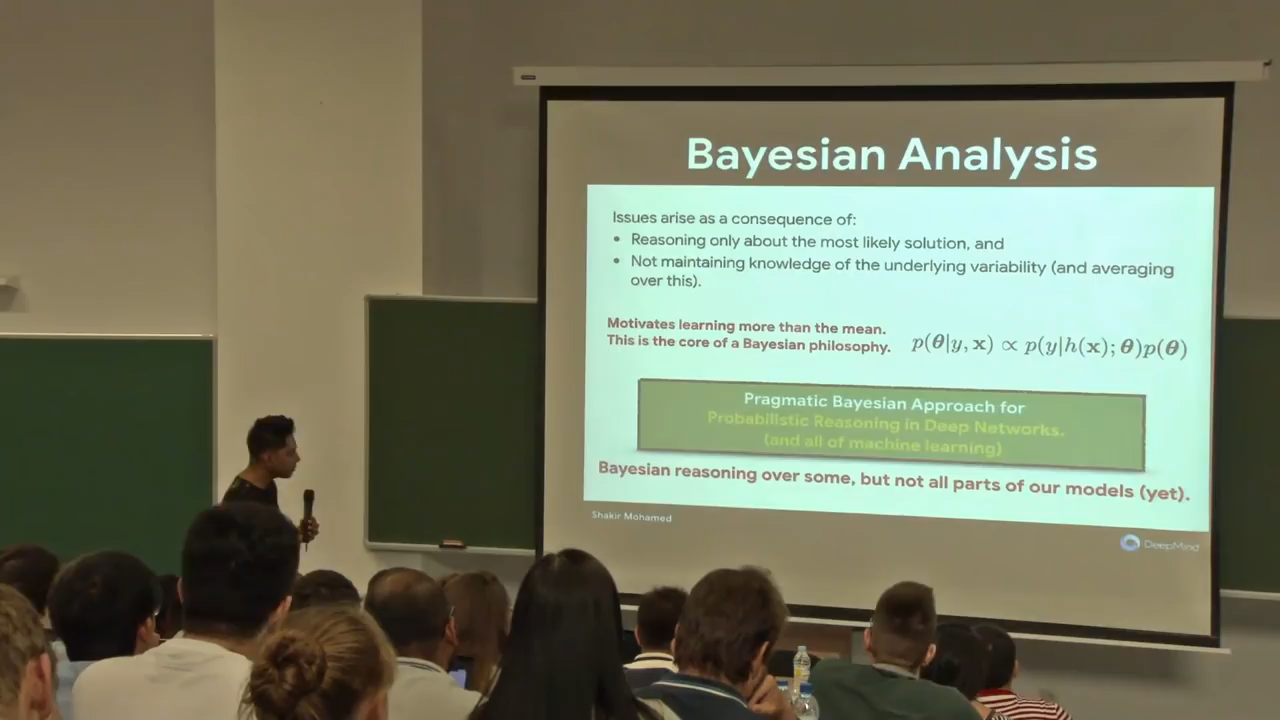 Bayesian Analysis
Issues arise as a consequence of:
• Reasoning only about the most likely solution, and
• Not maintaining knowledge of the underlying variability (and averaging
over this).
Motivates learning more than the mean.
This is the core of a Bayesian philosophy.
p(θ|y, x) ∝ p(y|h(x); θ)p(θ)
Pragmatic Bayesian Approach for
Probabilistic Reasoning in Deep Networks.
(and all of machine learning)
Bayesian reasoning over some, but not all parts of our models (yet).
Shakir Mohamed
DeepMind